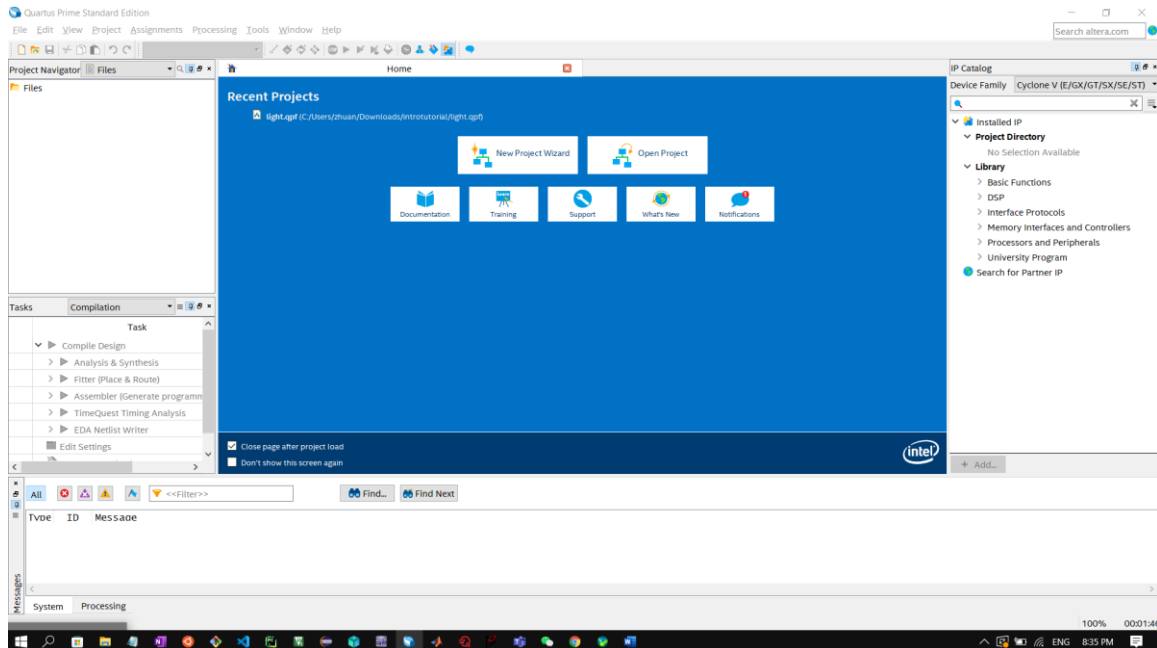 Quartus Prime Standard Edition
File Edit View Project Assignments Processing Tools Window Help
Search altera.com
Project Navigator Files
Files
Home
Recent Projects
light.qpf (C:/Users/zhuan/Downloads/introtutorial/light.qpf)
New Project Wizard
Open Project
Documentation
Training
Support
What's New
Notifications
Close page after project load
Don't show this screen again
intel
IP Catalog
Device Family Cyclone V (E/GX/GT/SX/SE/ST)
Installed IP
Project Directory
No Selection Available
Library
Basic Functions
DSP
Interface Protocols
Memory Interfaces and Controllers
Processors and Peripherals
University Program
Search for Partner IP
+ Add...
Tasks Compilation
Task
Compile Design
Analysis & Synthesis
Fitter (Place & Route)
Assembler (Generate programm
TimeQuest Timing Analysis
EDA Netlist Writer
Edit Settings
All <<Filter>> Find... Find Next
Type ID Message
Messages
System Processing
100% 00:01:46
ENG 8:35 PM